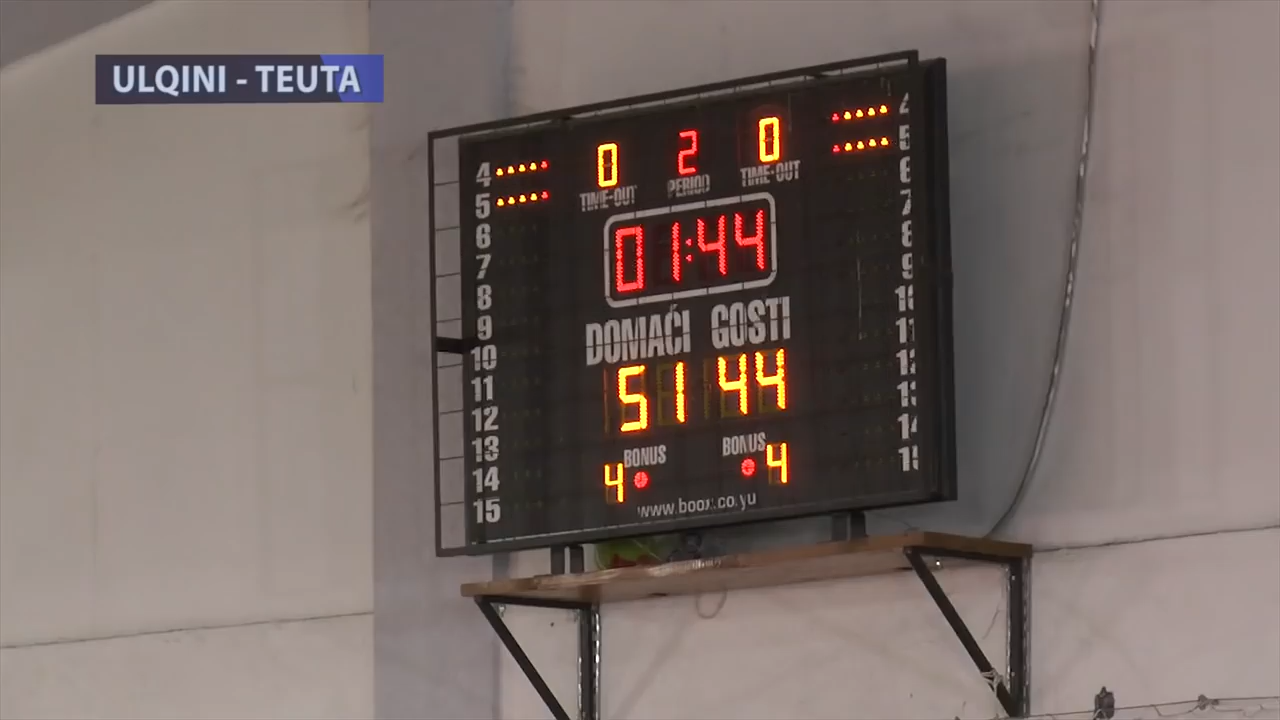 ULQINI - TEUTA
4 0 2 0 4
5 TIME-OUT PERIOD TIME-OUT 5
6 6
7 01:44 7
8 8
9 DOMAĆI GOSTI 9
10 10
11 51 44 11
12 12
13 BONUS BONUS 13
14 4 4 14
15 www.boox.co.yu 15